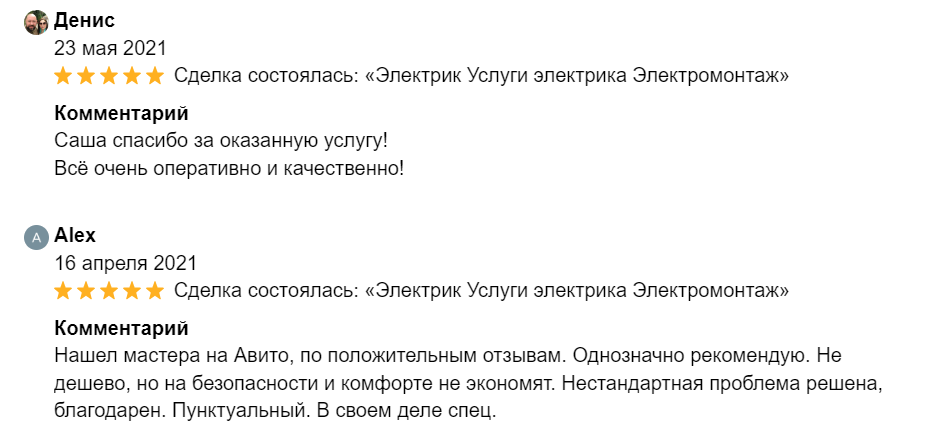 Денис
23 мая 2021
Сделка состоялась: «Электрик Услуги электрика Электромонтаж»
Комментарий
Саша спасибо за оказанную услугу!
Всё очень оперативно и качественно!
A
Alex
16 апреля 2021
Сделка состоялась: «Электрик Услуги электрика Электромонтаж»
Комментарий
Нашел мастера на Авито, по положительным отзывам. Однозначно рекомендую. Не
дешево, но на безопасности и комфорте не экономят. Нестандартная проблема решена,
благодарен. Пунктуальный. В своем деле спец.